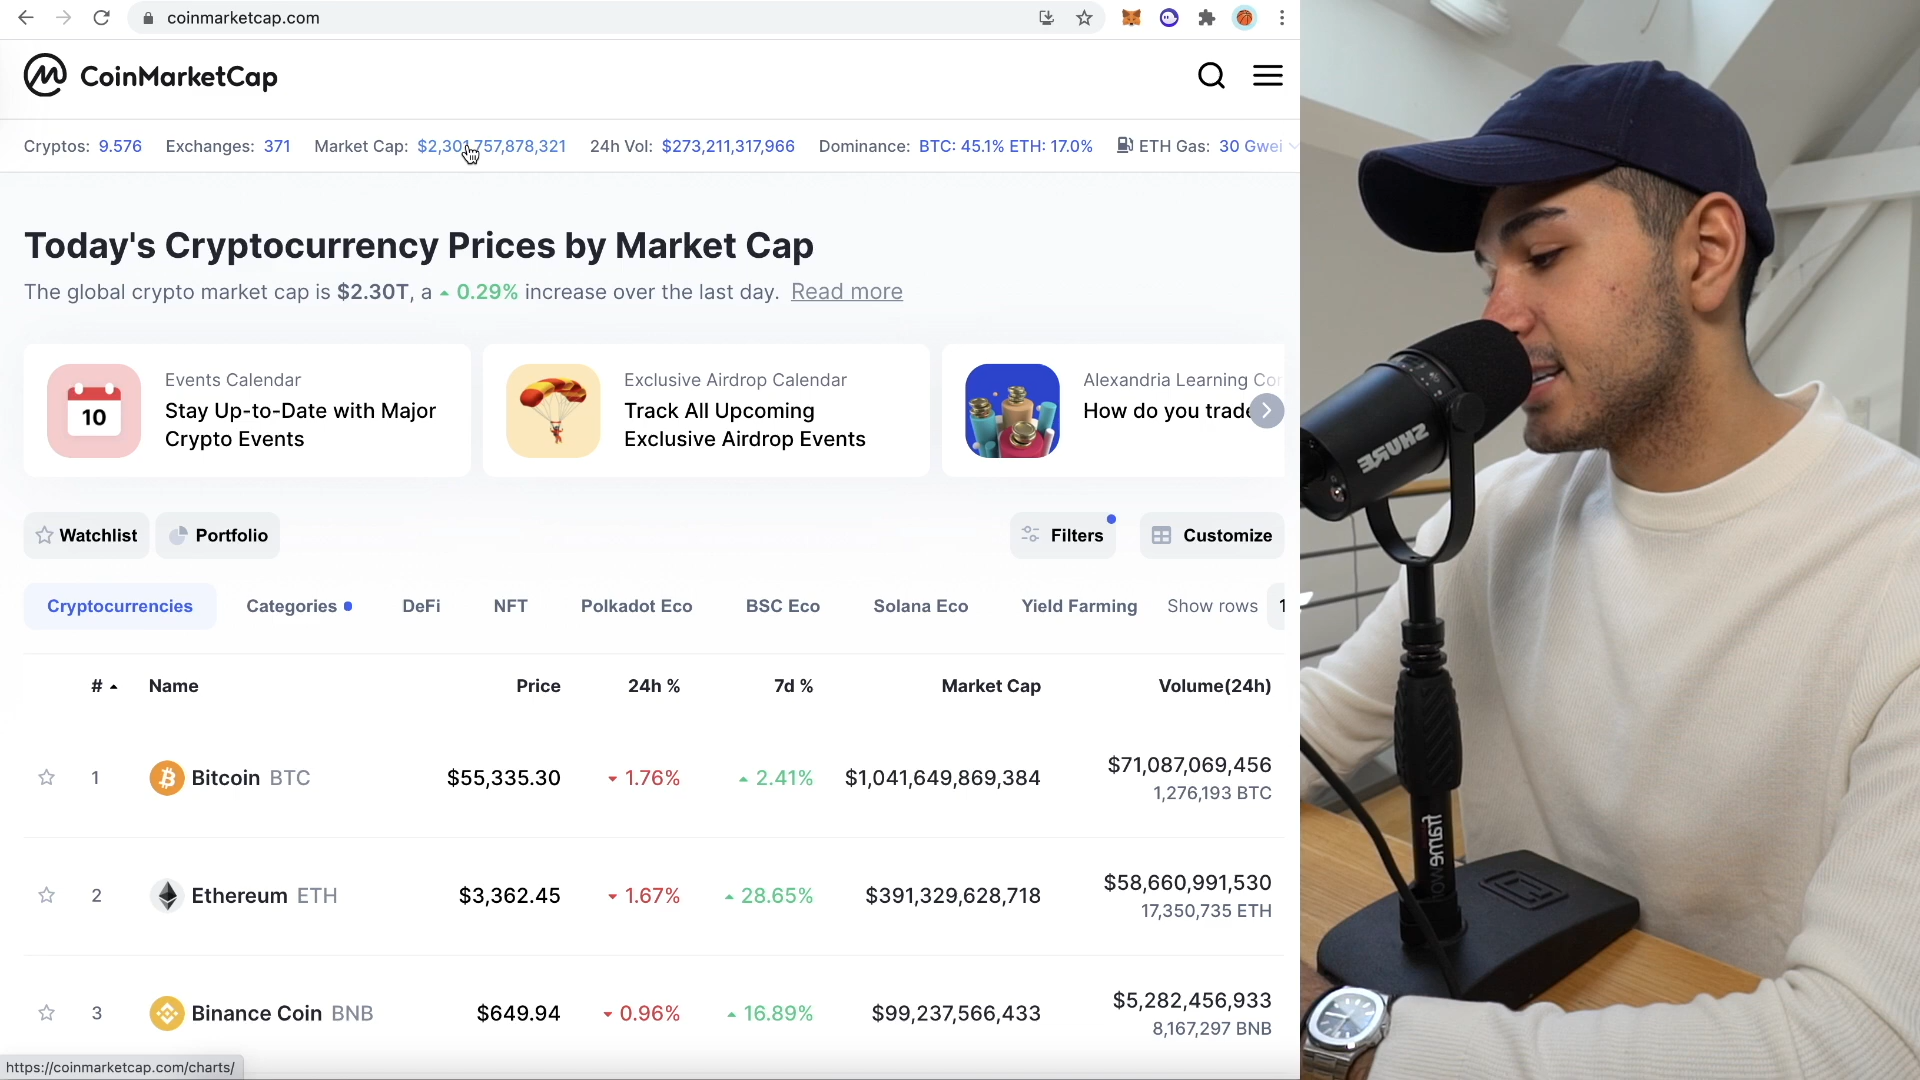 coinmarketcap.com
CoinMarketCap
Cryptos: 9.576 Exchanges: 371 Market Cap: $2,301,757,878,321 24h Vol: $273,211,317,966 Dominance: BTC: 45.1% ETH: 17.0% ETH Gas: 30 Gwei
Today's Cryptocurrency Prices by Market Cap
The global crypto market cap is $2.30T, a 0.29% increase over the last day. Read more
10
Events Calendar
Stay Up-to-Date with Major
Crypto Events
Exclusive Airdrop Calendar
Track All Upcoming
Exclusive Airdrop Events
Alexandria Learning Cor
How do you trade
Watchlist Portfolio Filters Customize
Cryptocurrencies Categories DeFi NFT Polkadot Eco BSC Eco Solana Eco Yield Farming Show rows 1
# Name Price 24h % 7d % Market Cap Volume(24h)
1 Bitcoin BTC $55,335.30 1.76% 2.41% $1,041,649,869,384 $71,087,069,456
1,276,193 BTC
2 Ethereum ETH $3,362.45 1.67% 28.65% $391,329,628,718 $58,660,991,530
17,350,735 ETH
3 Binance Coin BNB $649.94 0.96% 16.89% $99,237,566,433 $5,282,456,933
8,167,297 BNB
https://coinmarketcap.com/charts/
SHURE
framewo